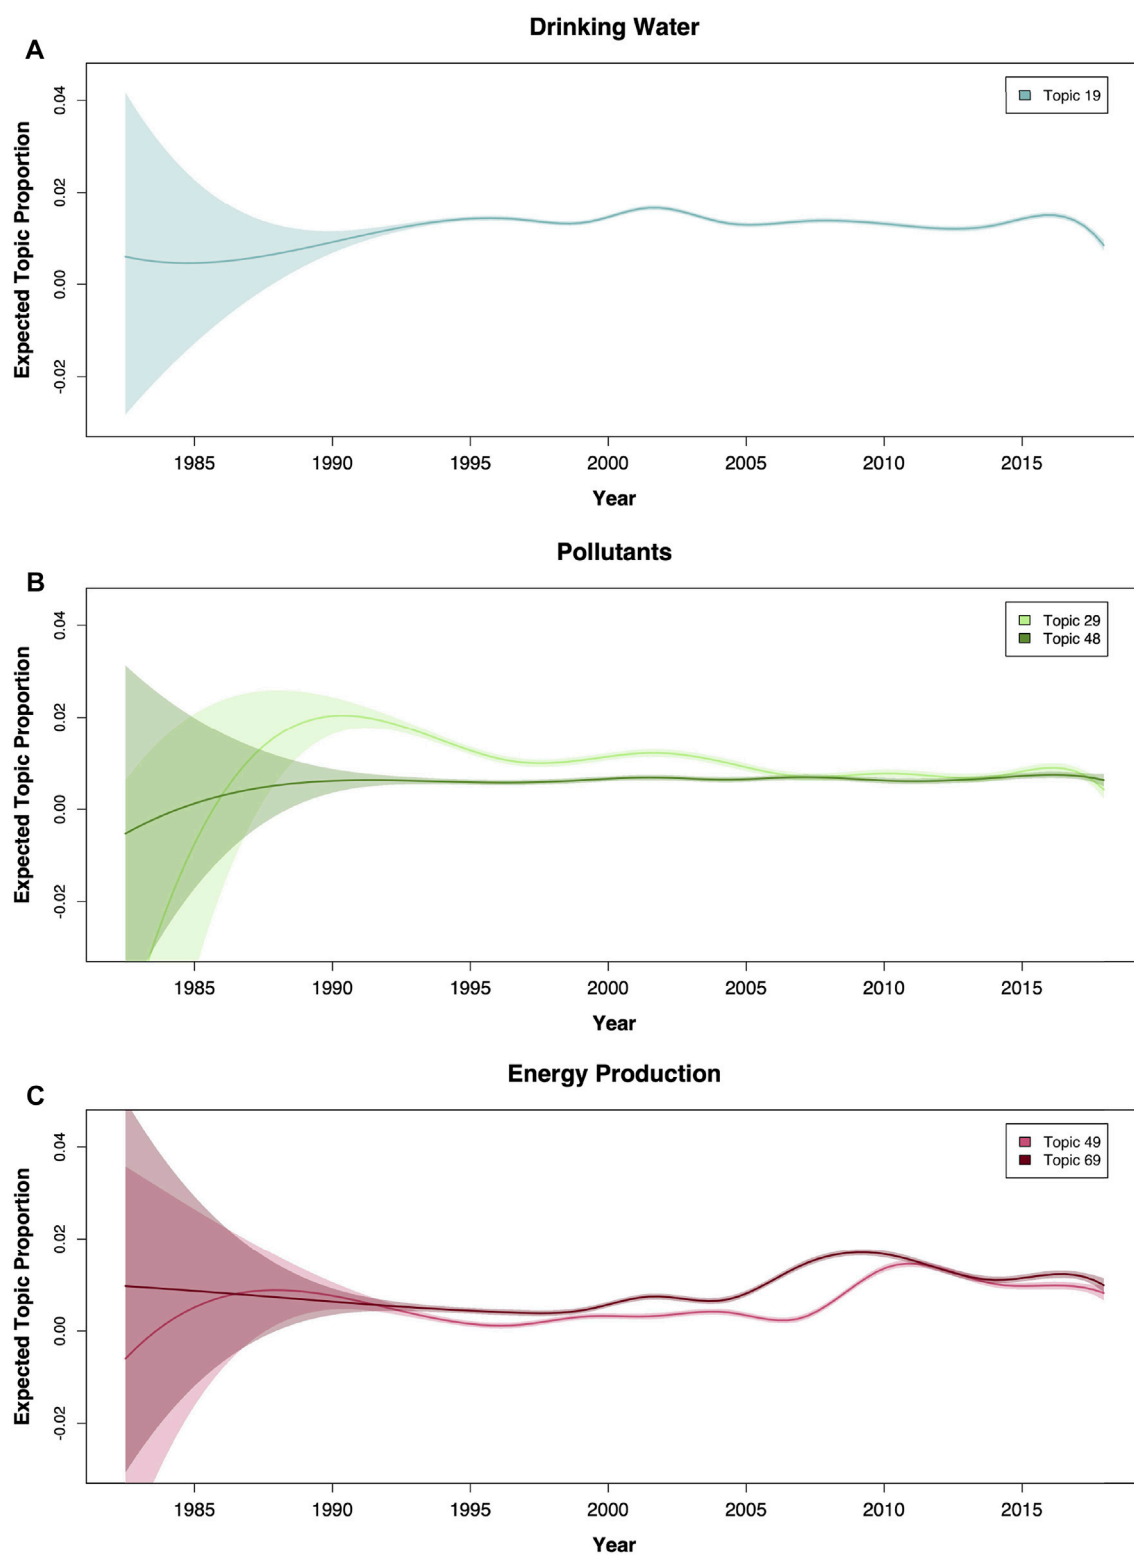 Drinking Water
A
Topic 19
Expected Topic Proportion
0.04
0.02
0.00
-0.02
1985 1990 1995 2000 2005 2010 2015
Year
Pollutants
B
Topic 29
Topic 48
Expected Topic Proportion
0.04
0.02
0.00
-0.02
1985 1990 1995 2000 2005 2010 2015
Year
Energy Production
C
Topic 49
Topic 69
Expected Topic Proportion
0.04
0.02
0.00
-0.02
1985 1990 1995 2000 2005 2010 2015
Year